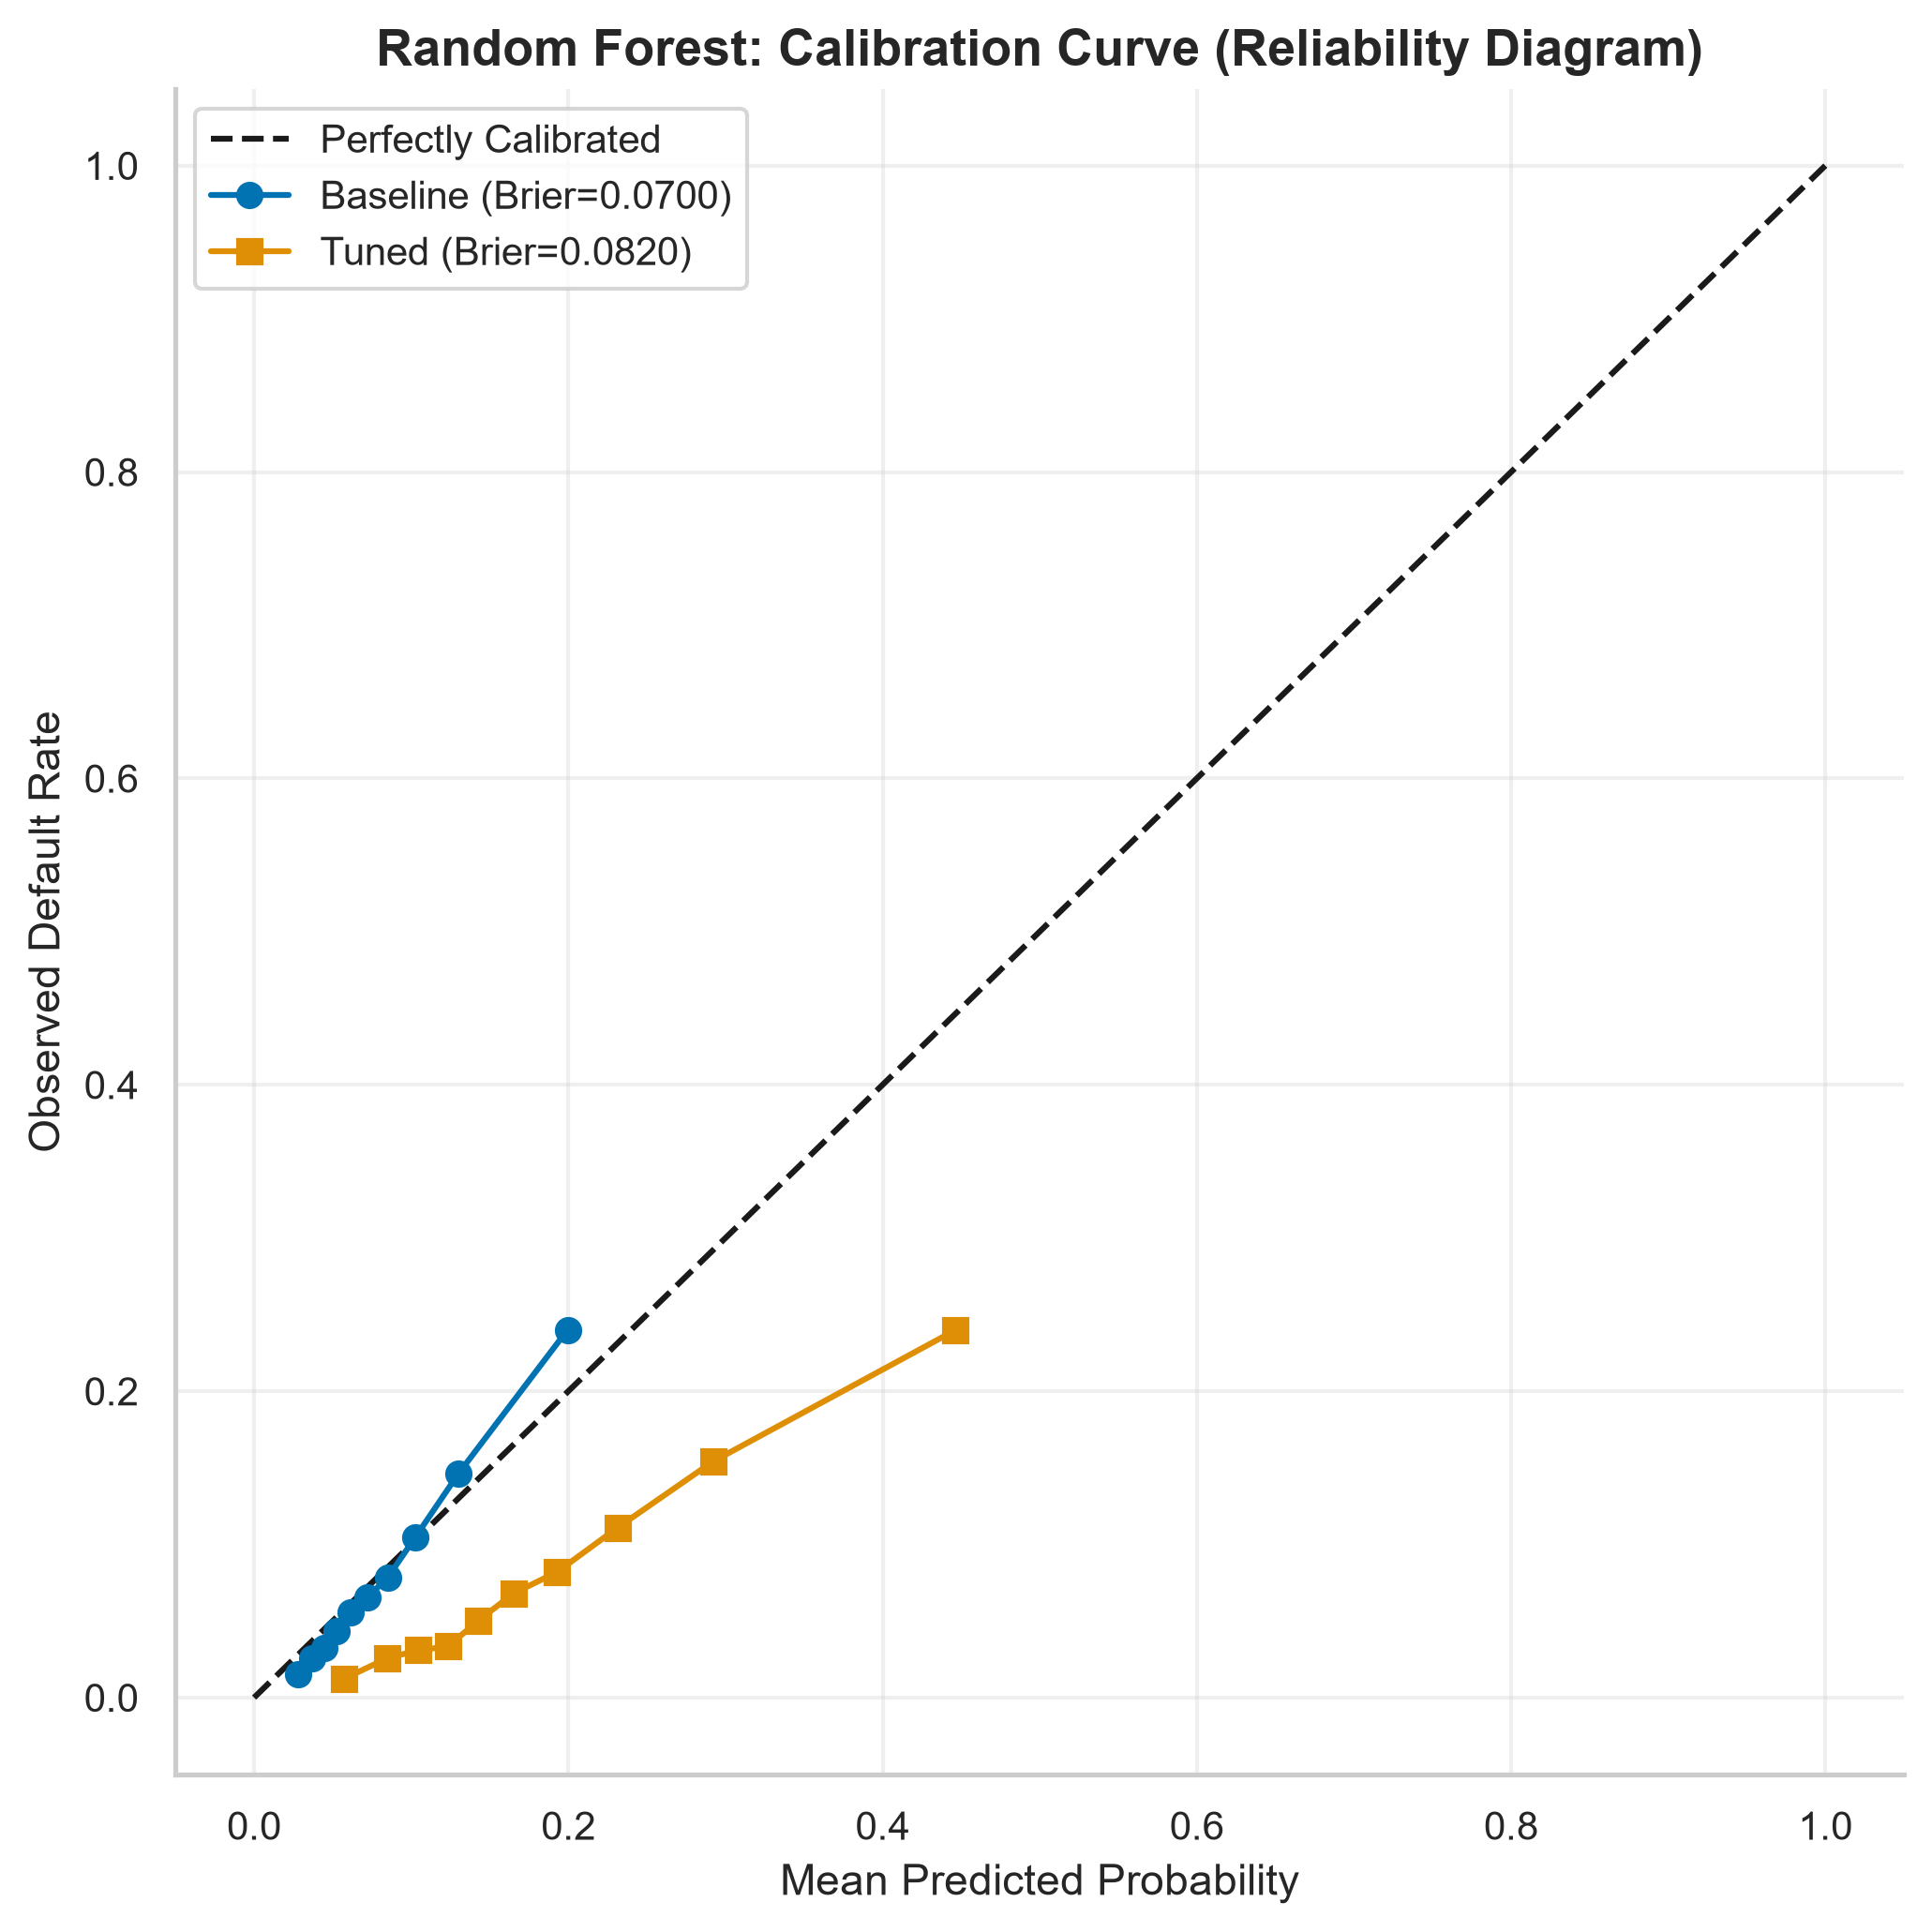 Random Forest: Calibration Curve (Reliability Diagram)
Perfectly Calibrated
Baseline (Brier=0.0700)
Tuned (Brier=0.0820)
Observed Default Rate
1.0
0.8
0.6
0.4
0.2
0.0
0.0 0.2 0.4 0.6 0.8 1.0
Mean Predicted Probability